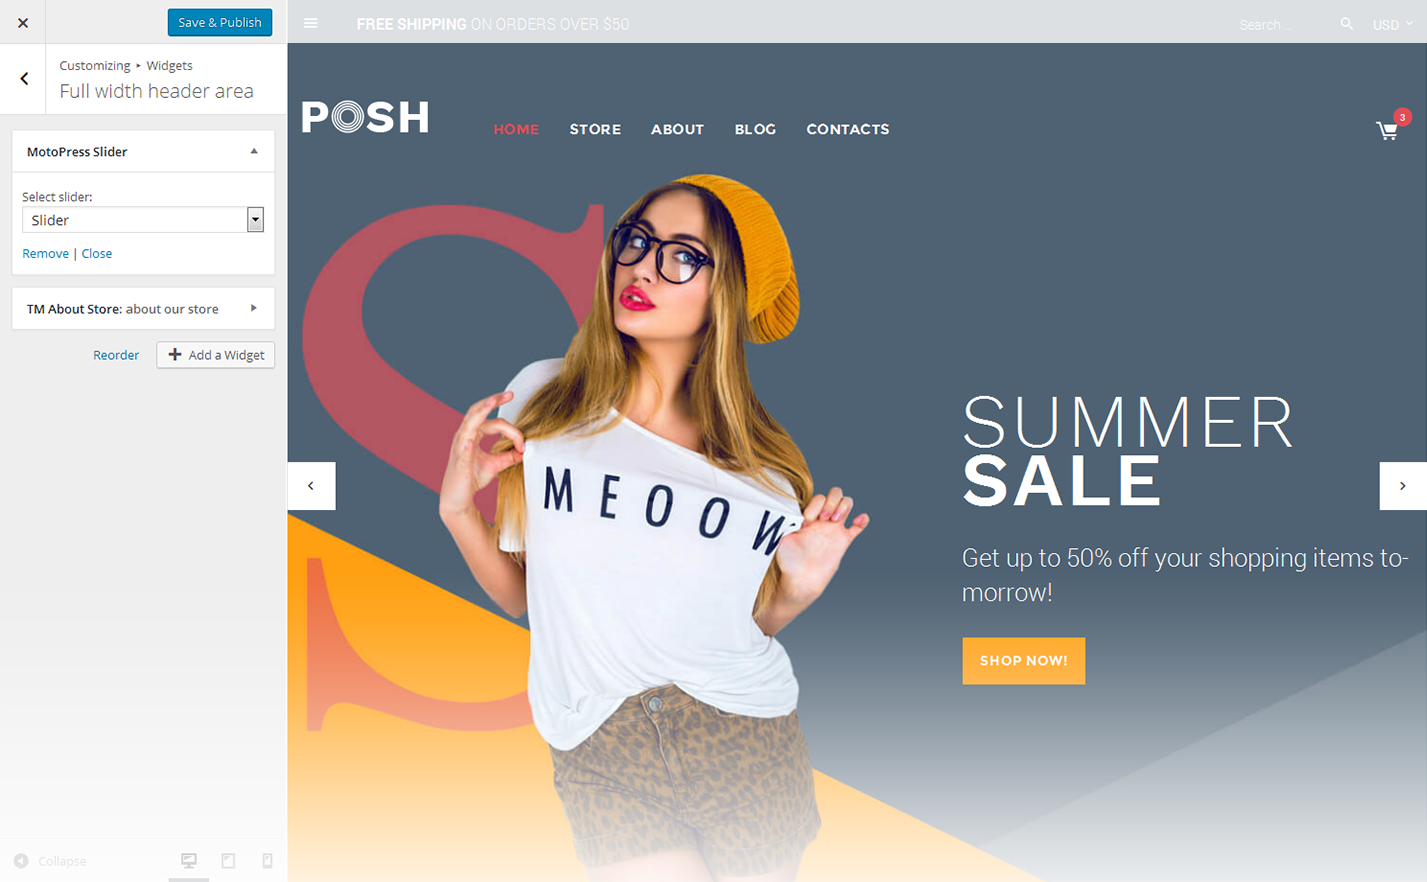 Save & Publish
Customizing ▸ Widgets
Full width header area
MotoPress Slider
Select slider:
Slider
Remove | Close
TM About Store: about our store
Reorder
Add a Widget
Collapse
FREE SHIPPING ON ORDERS OVER $50
Search...
USD
POSH
HOME STORE ABOUT BLOG CONTACTS
3
S
MEOOW
SUMMER
SALE
Get up to 50% off your shopping items to-
morrow!
SHOP NOW!